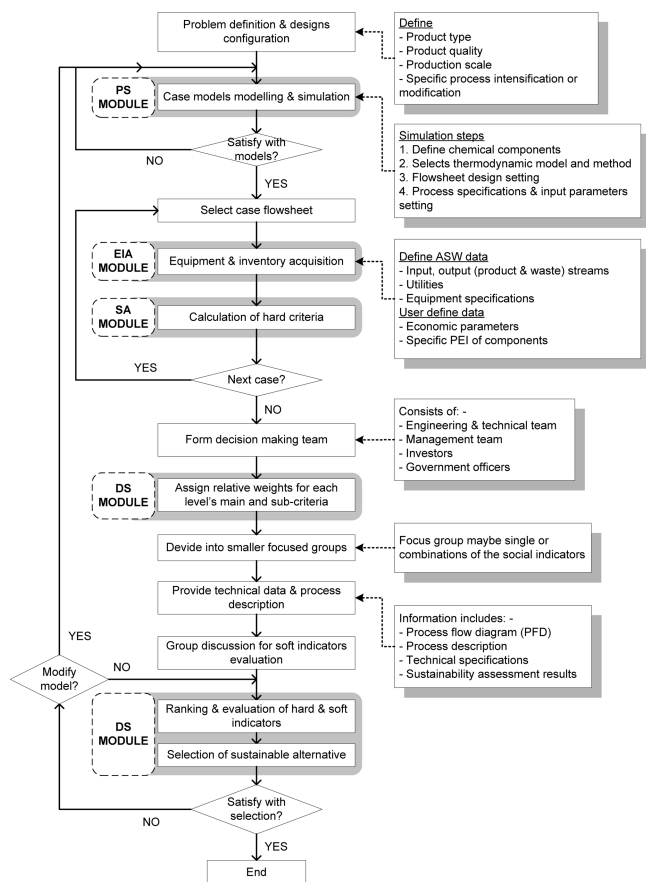 Problem definition & designs
configuration
Define
- Product type
- Product quality
- Production scale
- Specific process intensification or
modification
PS
MODULE
Case models modelling & simulation
Satisfy with
models?
NO
YES
Simulation steps
1. Define chemical components
2. Selects thermodynamic model and method
3. Flowsheet design setting
4. Process specifications & input parameters
setting
Select case flowsheet
EIA
MODULE
Equipment & inventory acquisition
Define ASW data
- Input, output (product & waste) streams
- Utilities
- Equipment specifications
User define data
- Economic parameters
- Specific PEI of components
SA
MODULE
Calculation of hard criteria
YES
Next case?
NO
Form decision making team
Consists of: -
- Engineering & technical team
- Management team
- Investors
- Government officers
DS
MODULE
Assign relative weights for each
level's main and sub-criteria
Devide into smaller focused groups
Focus group maybe single or
combinations of the social indicators
Provide technical data & process
description
Information includes: -
- Process flow diagram (PFD)
- Process description
- Technical specifications
- Sustainability assessment results
Group discussion for soft indicators
evaluation
YES
Modify
model?
NO
DS
MODULE
Ranking & evaluation of hard & soft
indicators
Selection of sustainable alternative
Satisfy with
selection?
NO
YES
End